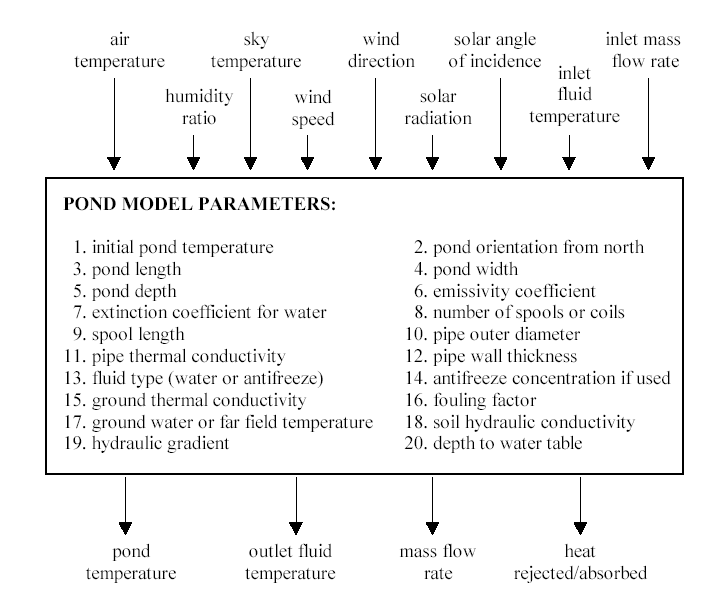 air
temperature
sky
temperature
wind
direction
solar angle
of incidence
inlet mass
flow rate
humidity
ratio
wind
speed
solar
radiation
inlet
fluid
temperature
POND MODEL PARAMETERS:
1. initial pond temperature
2. pond orientation from north
3. pond length
4. pond width
5. pond depth
6. emissivity coefficient
7. extinction coefficient for water
8. number of spools or coils
9. spool length
10. pipe outer diameter
11. pipe thermal conductivity
12. pipe wall thickness
13. fluid type (water or antifreeze)
14. antifreeze concentration if used
15. ground thermal conductivity
16. fouling factor
17. ground water or far field temperature
18. soil hydraulic conductivity
19. hydraulic gradient
20. depth to water table
pond
temperature
outlet fluid
temperature
mass flow
rate
heat
rejected/absorbed